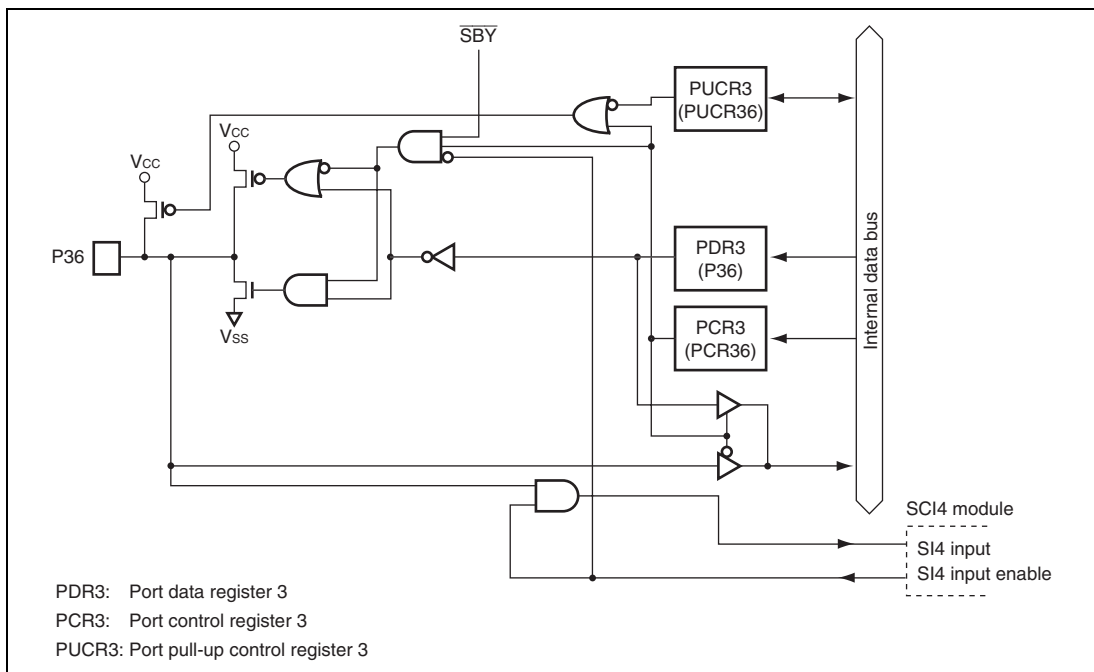 SBY
PUCR3
(PUCR36)
VCC
VCC
P36
PDR3
(P36)
PCR3
(PCR36)
VSS
Internal data bus
SCI4 module
SI4 input
SI4 input enable
PDR3: Port data register 3
PCR3: Port control register 3
PUCR3: Port pull-up control register 3